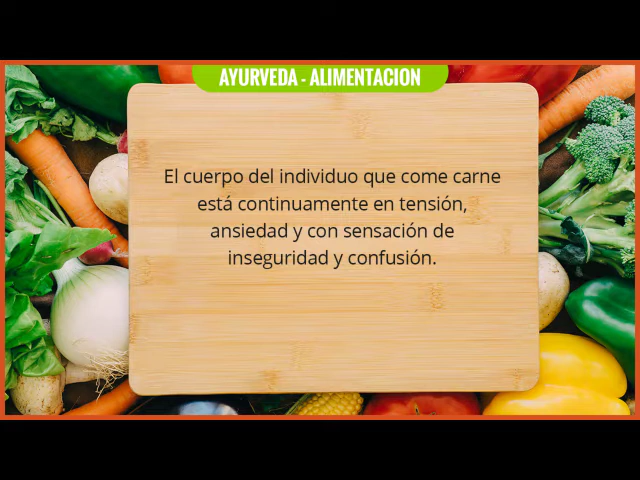 AYURVEDA - ALIMENTACION
El cuerpo del individuo que come carne
está continuamente en tensión,
ansiedad y con sensación de
inseguridad y confusión.